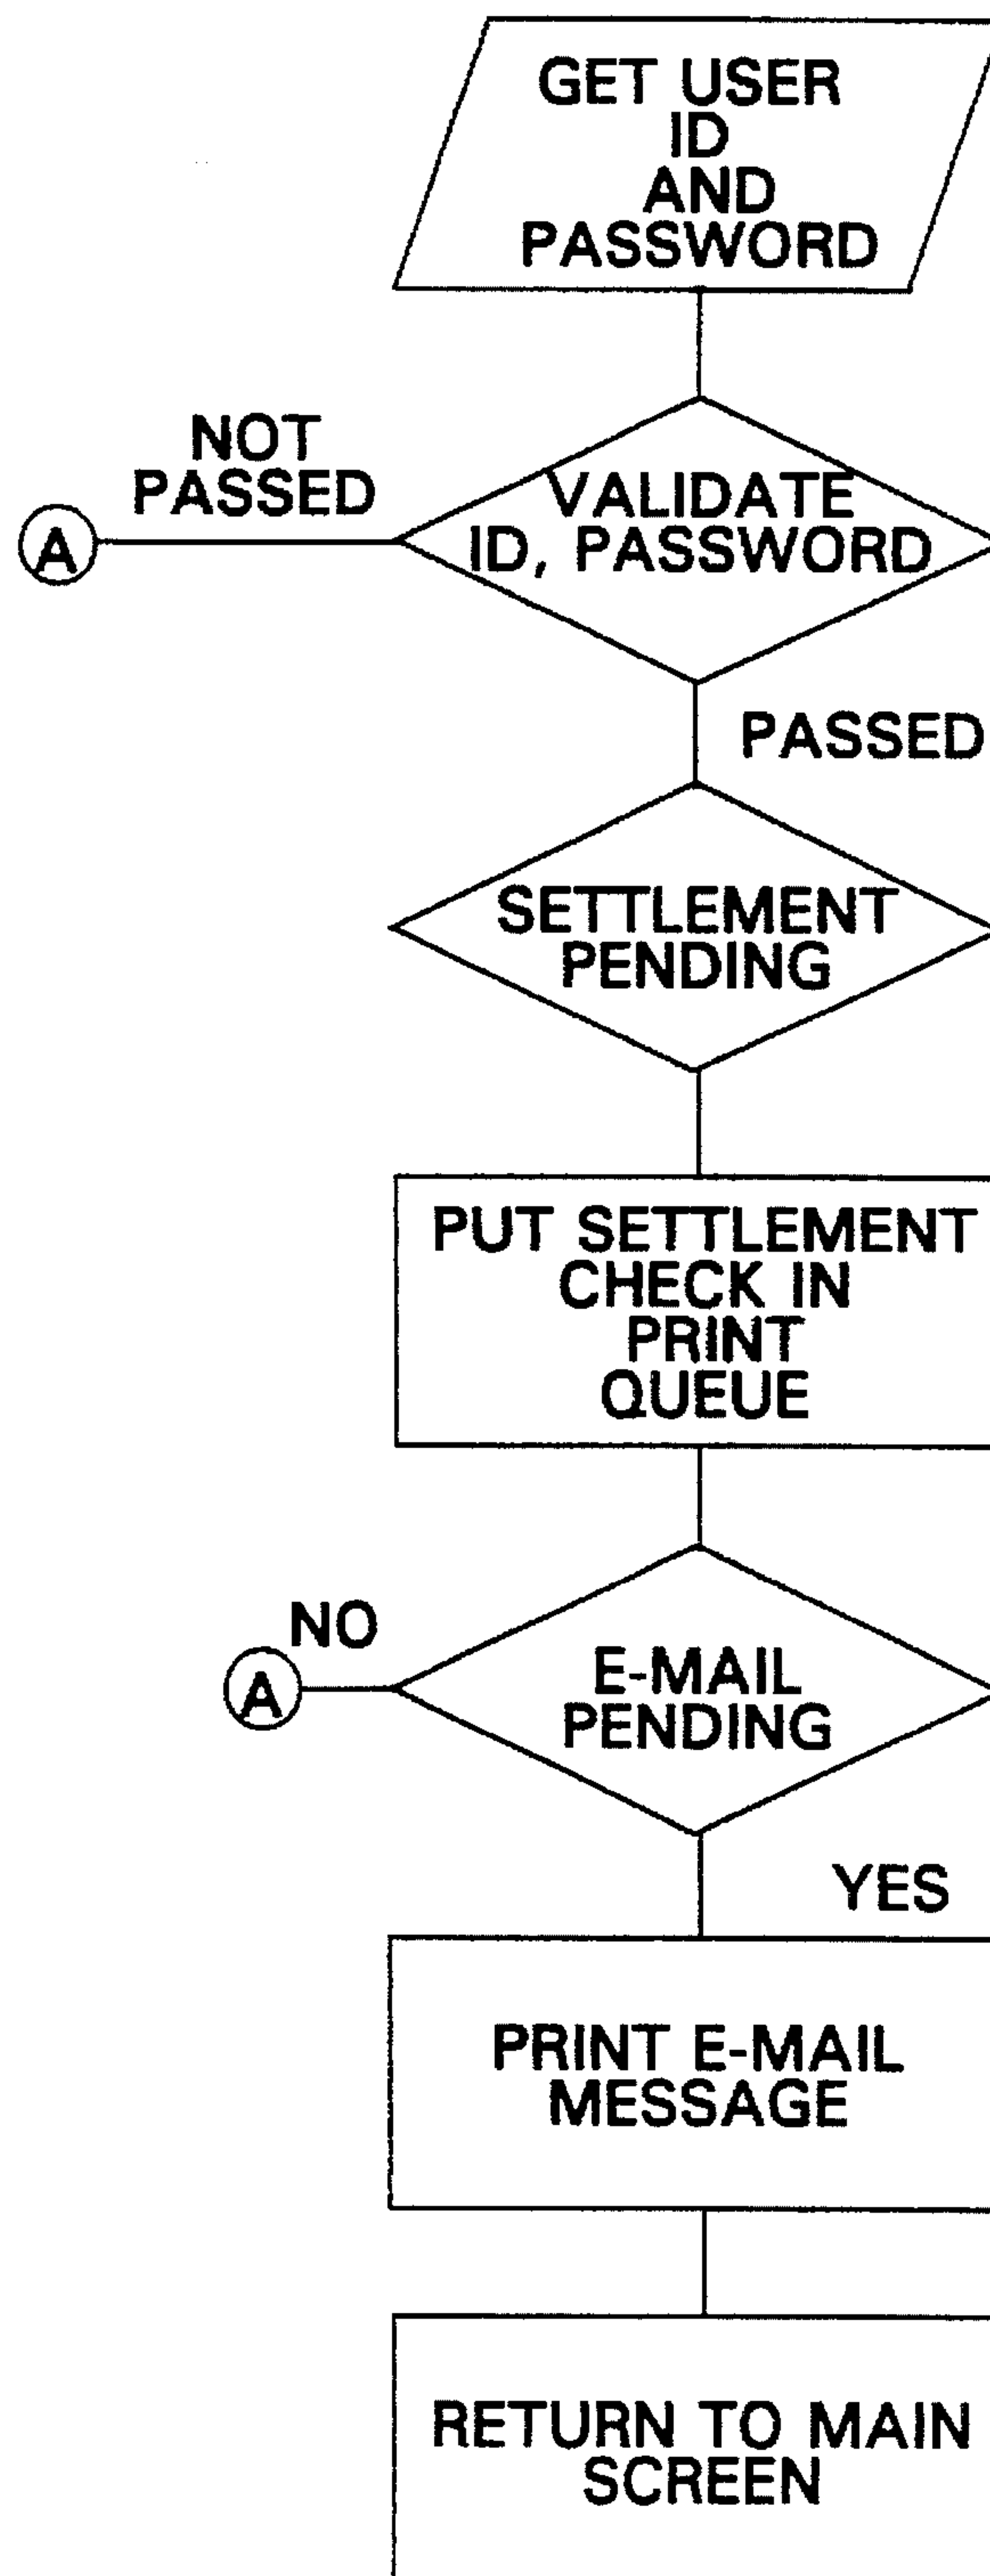 GET USER
ID
AND
PASSWORD
NOT
PASSED
A
VALIDATE
ID, PASSWORD
PASSED
SETTLEMENT
PENDING
PUT SETTLEMENT
CHECK IN
PRINT
QUEUE
NO
A
E-MAIL
PENDING
YES
PRINT E-MAIL
MESSAGE
RETURN TO MAIN
SCREEN